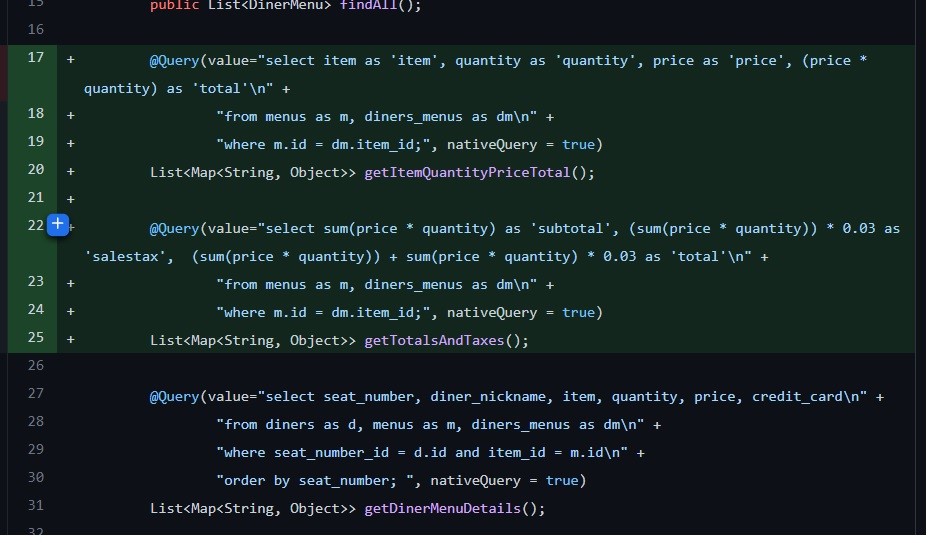 15 public List<DinerMenu> findAll();
16
17 + @Query(value="select item as 'item', quantity as 'quantity', price as 'price', (price *
quantity) as 'total'\n" +
18 + "from menus as m, diners_menus as dm\n" +
19 + "where m.id = dm.item_id;", nativeQuery = true)
20 + List<Map<String, Object>> getItemQuantityPriceTotal();
21 +
22 + @Query(value="select sum(price * quantity) as 'subtotal', (sum(price * quantity)) * 0.03 as
'salestax',  (sum(price * quantity)) + sum(price * quantity) * 0.03 as 'total'\n" +
23 + "from menus as m, diners_menus as dm\n" +
24 + "where m.id = dm.item_id;", nativeQuery = true)
25 + List<Map<String, Object>> getTotalsAndTaxes();
26
27 @Query(value="select seat_number, diner_nickname, item, quantity, price, credit_card\n" +
28 "from diners as d, menus as m, diners_menus as dm\n" +
29 "where seat_number_id = d.id and item_id = m.id\n" +
30 "order by seat_number; ", nativeQuery = true)
31 List<Map<String, Object>> getDinerMenuDetails();
32